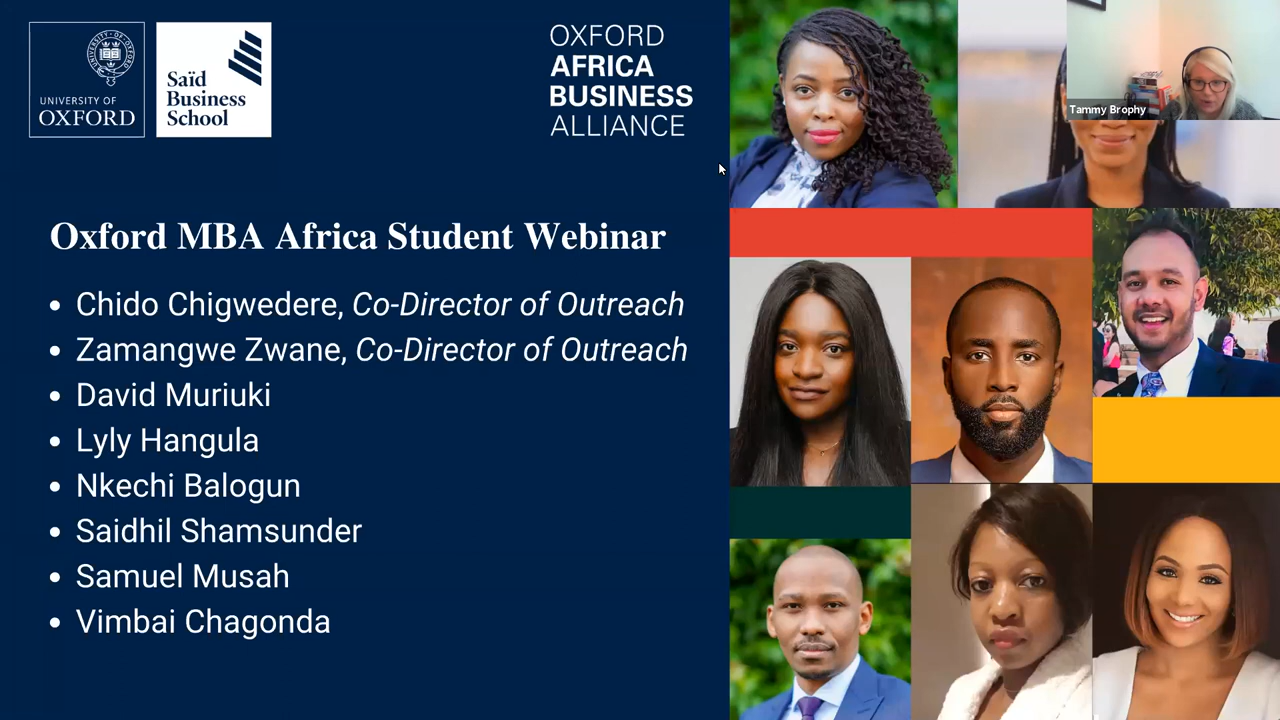 UNIVERSITY OF
OXFORD
Saïd
Business
School
OXFORD
AFRICA
BUSINESS
ALLIANCE
Tammy Brophy
Oxford MBA Africa Student Webinar
• Chido Chigwedere, Co-Director of Outreach
• Zamangwe Zwane, Co-Director of Outreach
• David Muriuki
• Lyly Hangula
• Nkechi Balogun
• Saidhil Shamsunder
• Samuel Musah
• Vimbai Chagonda